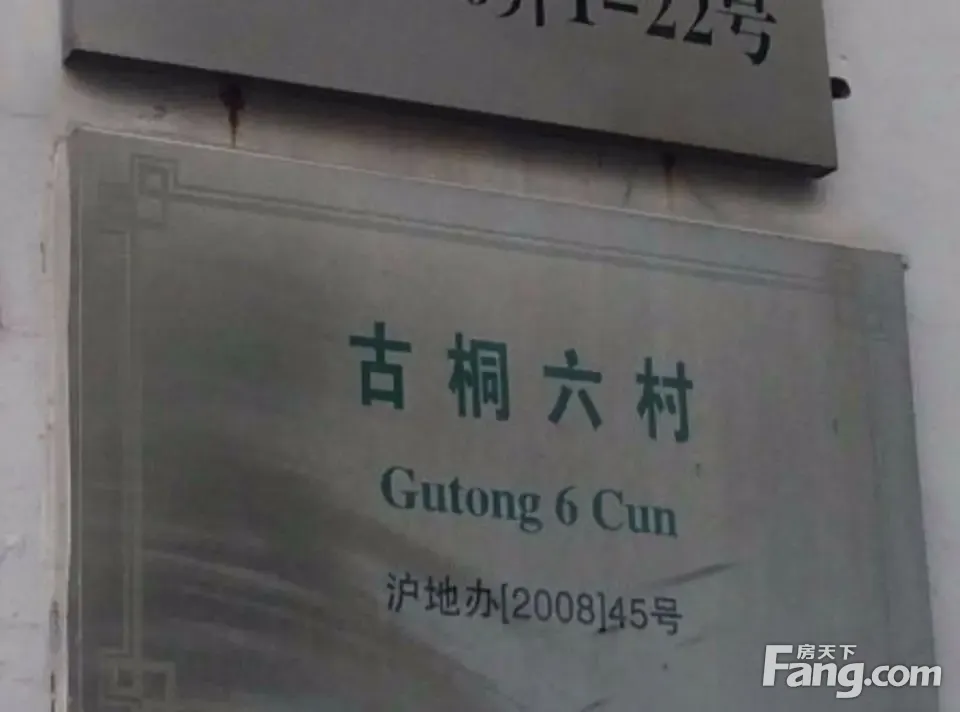 弄1-22号
古桐六村
Gutong 6 Cun
沪地办[2008]45号
房天下
Fang.com